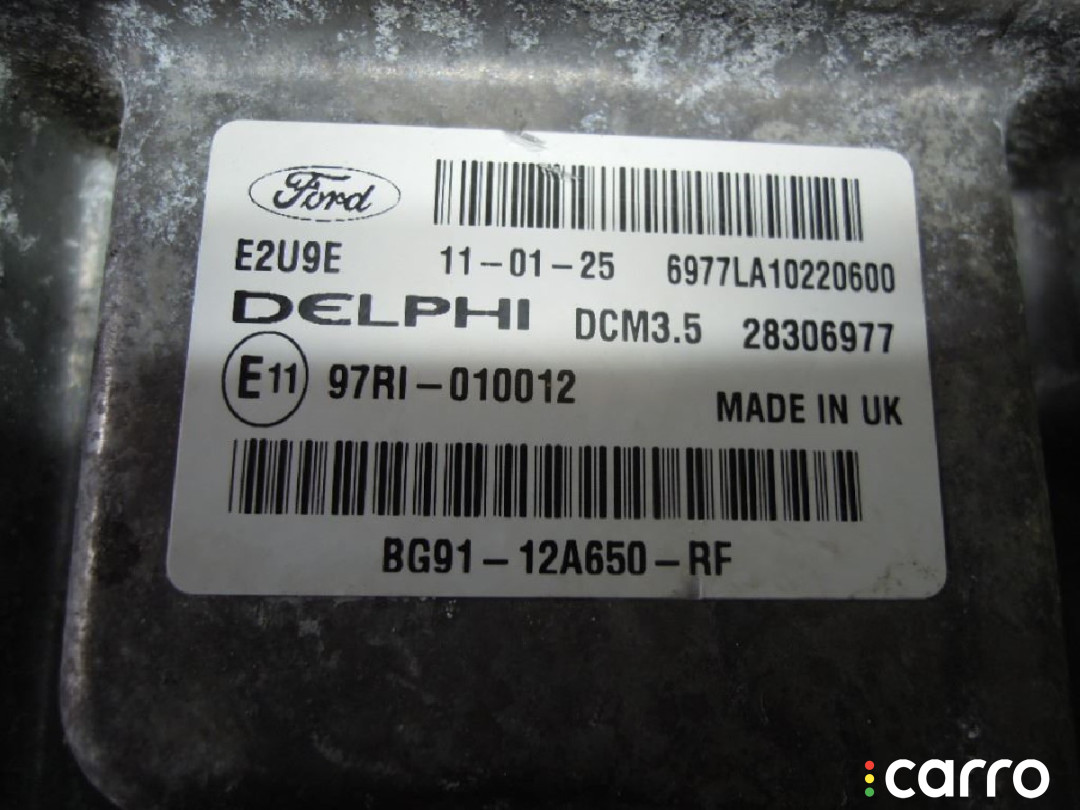 Ford
E2U9E 11-01-25 6977LA10220600
DELPHI DCM3.5 28306977
E11 97RI-010012 MADE IN UK
BG91-12A650-RF
carro